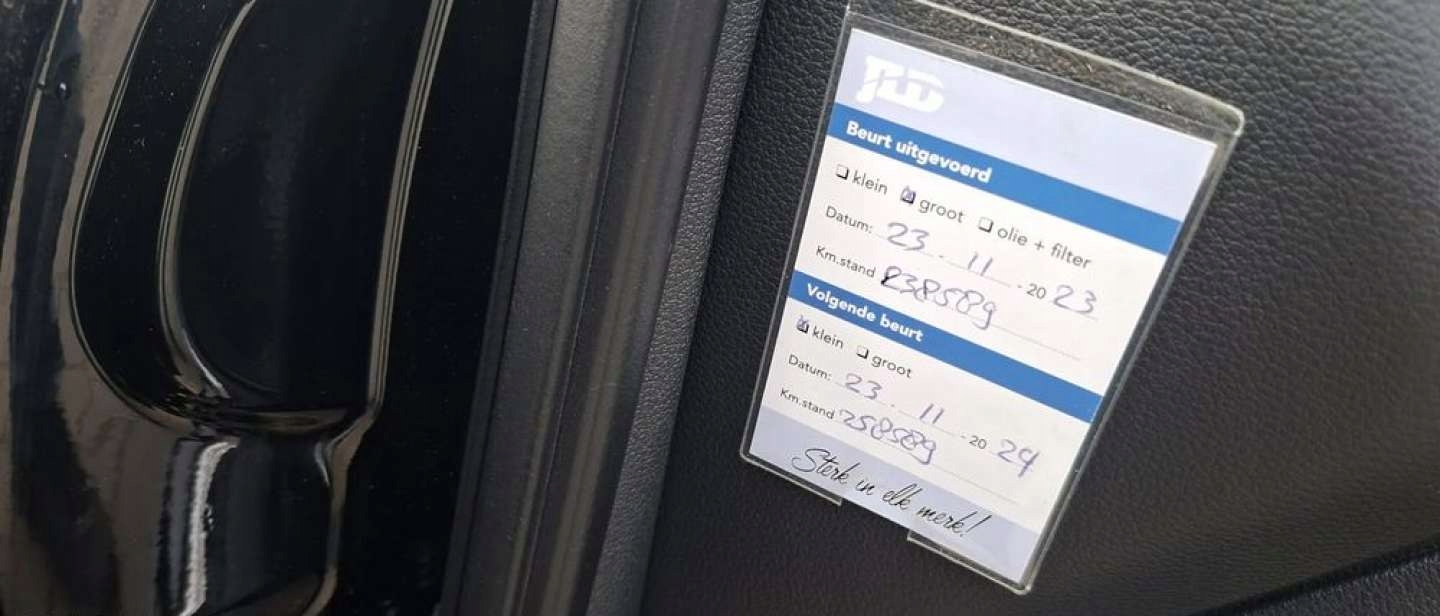 Beurt uitgevoerd
klein groot olie + filter
Datum: 23 - 11 - 20 23
Km.stand 238589
Volgende beurt
klein groot
Datum: 23 - 11 - 20 24
Km.stand 258589
Sterk in elk merk!